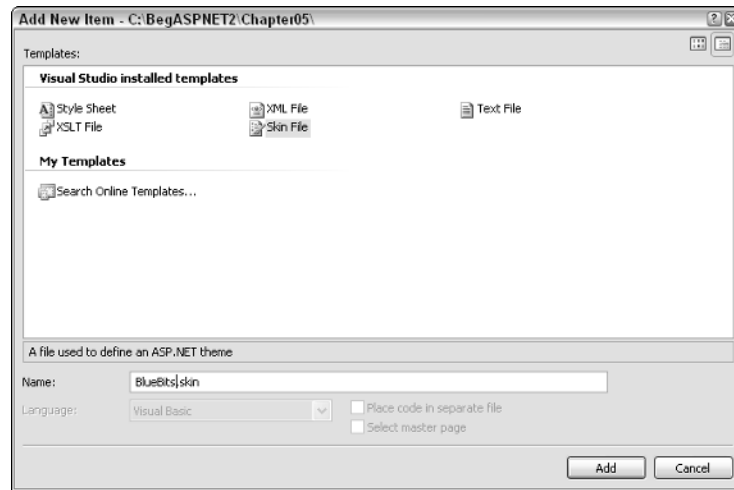 Add New Item - C:\BegASPNET2\Chapter05\
Templates:
Visual Studio installed templates
Style Sheet
XML File
Text File
XSLT File
Skin File
My Templates
Search Online Templates...
A file used to define an ASP.NET theme
Name:
BlueBits.skin
Language:
Visual Basic
Place code in separate file
Select master page
Add
Cancel